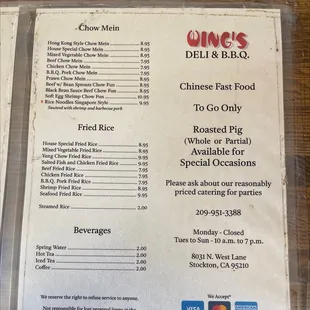 Chow Mein
Hong Kong Style Chow Mein 8.95
House Special Chow Mein 8.95
Mixed Vegetable Chow Mein 8.95
Beef Chow Mein 7.95
Chicken Chow Mein 7.95
B.B.Q. Pork Chow Mein 7.95
Prawn Chow Mein 8.95
Beef w/ Bean Sprouts Chow Fun 8.95
Black Bean Sauce Beef Chow Fun 8.95
Soft Egg Shrimp Chow Fun 10.95
Rice Noodles Singapore Style 9.95
Sauteed with shrimp and barbecue pork
Fried Rice
House Special Fried Rice 8.95
Mixed Vegetable Fried Rice 8.95
Yung Chow Fried Rice 8.95
Salted Fish and Chicken Fried Rice 9.95
Beef Fried Rice 7.95
Chicken Fried Rice 7.95
B.B.Q. Pork Fried Rice 7.95
Shrimp Fried Rice 8.95
Seafood Fried Rice 9.95
Steamed Rice 2.00
Beverages
Spring Water 2.00
Hot Tea 2.00
Iced Tea 2.00
Coffee 2.00
We reserve the right to refuse service to anyone.
Not responsible for lost personal items
WING'S
DELI & B.B.Q.
Chinese Fast Food
To Go Only
Roasted Pig
(Whole or Partial)
Available for
Special Occasions
Please ask about our reasonably
priced catering for parties
209-951-3388
Monday - Closed
Tues to Sun - 10 a.m. to 7 p.m.
8031 N. West Lane
Stockton, CA 95210
We Accept*
VISA